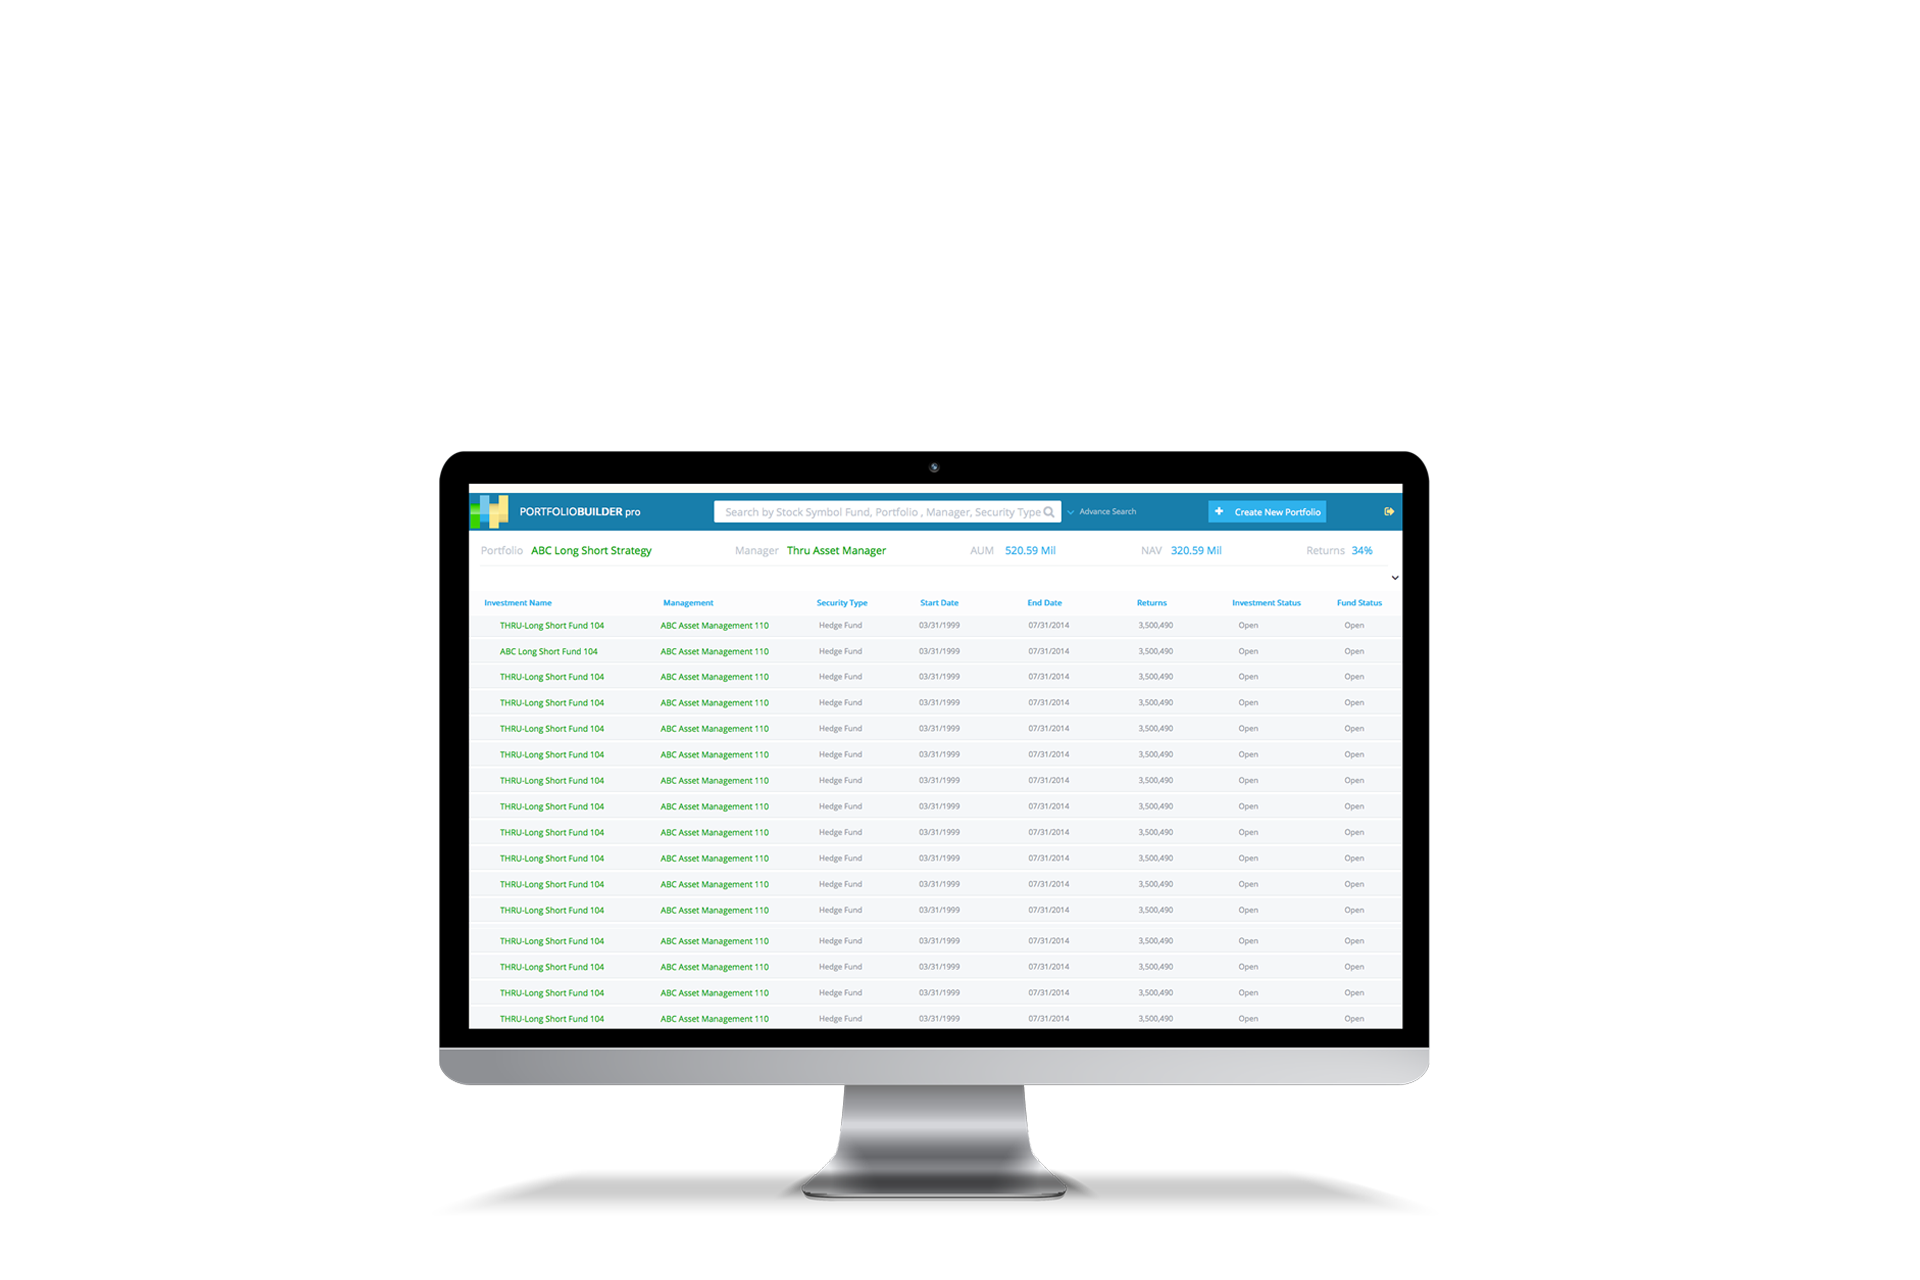 PORTFOLIOBUILDER pro Search by Stock Symbol Fund, Portfolio , Manager, Security Type Advance Search + Create New Portfolio
Portfolio ABC Long Short Strategy Manager Thru Asset Manager AUM 520.59 Mil NAV 320.59 Mil Returns 34%
Investment Name Management Security Type Start Date End Date Returns Investment Status Fund Status
THRU-Long Short Fund 104 ABC Asset Management 110 Hedge Fund 03/31/1999 07/31/2014 3,500,490 Open Open
ABC Long Short Fund 104 ABC Asset Management 110 Hedge Fund 03/31/1999 07/31/2014 3,500,490 Open Open
THRU-Long Short Fund 104 ABC Asset Management 110 Hedge Fund 03/31/1999 07/31/2014 3,500,490 Open Open
THRU-Long Short Fund 104 ABC Asset Management 110 Hedge Fund 03/31/1999 07/31/2014 3,500,490 Open Open
THRU-Long Short Fund 104 ABC Asset Management 110 Hedge Fund 03/31/1999 07/31/2014 3,500,490 Open Open
THRU-Long Short Fund 104 ABC Asset Management 110 Hedge Fund 03/31/1999 07/31/2014 3,500,490 Open Open
THRU-Long Short Fund 104 ABC Asset Management 110 Hedge Fund 03/31/1999 07/31/2014 3,500,490 Open Open
THRU-Long Short Fund 104 ABC Asset Management 110 Hedge Fund 03/31/1999 07/31/2014 3,500,490 Open Open
THRU-Long Short Fund 104 ABC Asset Management 110 Hedge Fund 03/31/1999 07/31/2014 3,500,490 Open Open
THRU-Long Short Fund 104 ABC Asset Management 110 Hedge Fund 03/31/1999 07/31/2014 3,500,490 Open Open
THRU-Long Short Fund 104 ABC Asset Management 110 Hedge Fund 03/31/1999 07/31/2014 3,500,490 Open Open
THRU-Long Short Fund 104 ABC Asset Management 110 Hedge Fund 03/31/1999 07/31/2014 3,500,490 Open Open
THRU-Long Short Fund 104 ABC Asset Management 110 Hedge Fund 03/31/1999 07/31/2014 3,500,490 Open Open
THRU-Long Short Fund 104 ABC Asset Management 110 Hedge Fund 03/31/1999 07/31/2014 3,500,490 Open Open
THRU-Long Short Fund 104 ABC Asset Management 110 Hedge Fund 03/31/1999 07/31/2014 3,500,490 Open Open
THRU-Long Short Fund 104 ABC Asset Management 110 Hedge Fund 03/31/1999 07/31/2014 3,500,490 Open Open